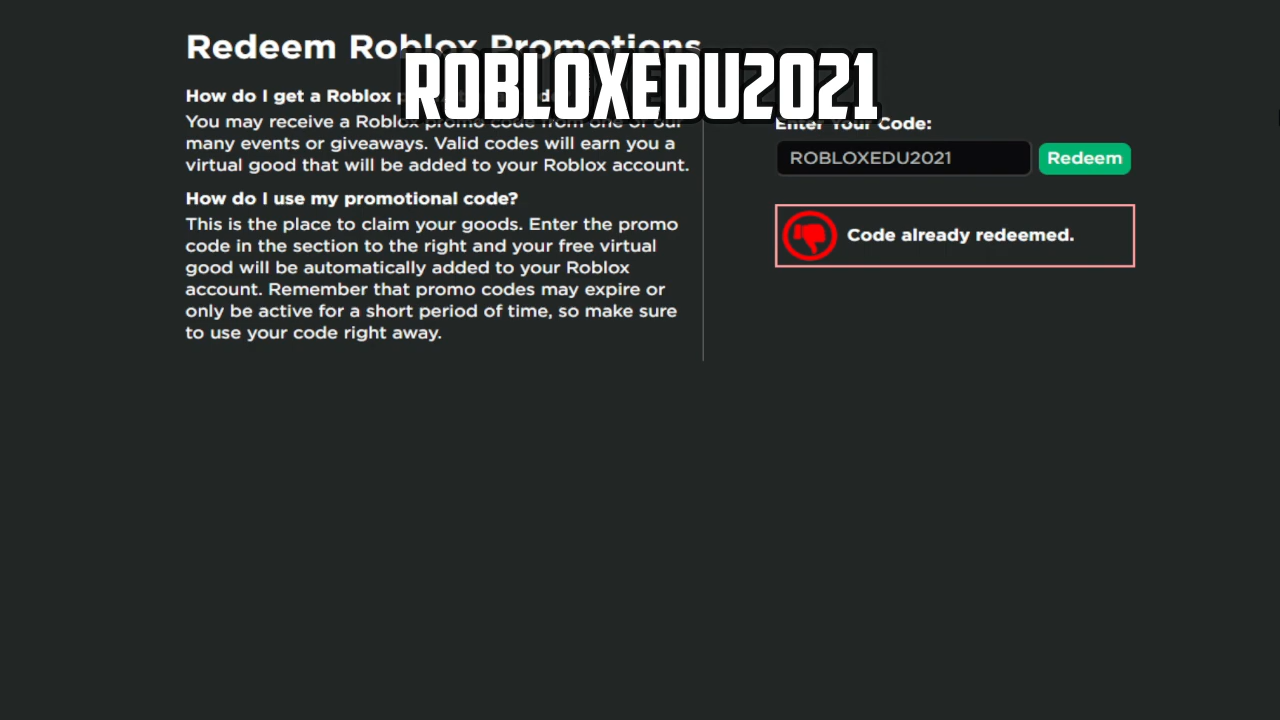 Redeem Roblox Promotions
ROBLOXEDU2021
How do I get a Roblox
You may receive a Roblox promo code from one of our
many events or giveaways. Valid codes will earn you a
virtual good that will be added to your Roblox account.
How do I use my promotional code?
This is the place to claim your goods. Enter the promo
code in the section to the right and your free virtual
good will be automatically added to your Roblox
account. Remember that promo codes may expire or
only be active for a short period of time, so make sure
to use your code right away.
Enter Your Code:
ROBLOXEDU2021
Redeem
Code already redeemed.